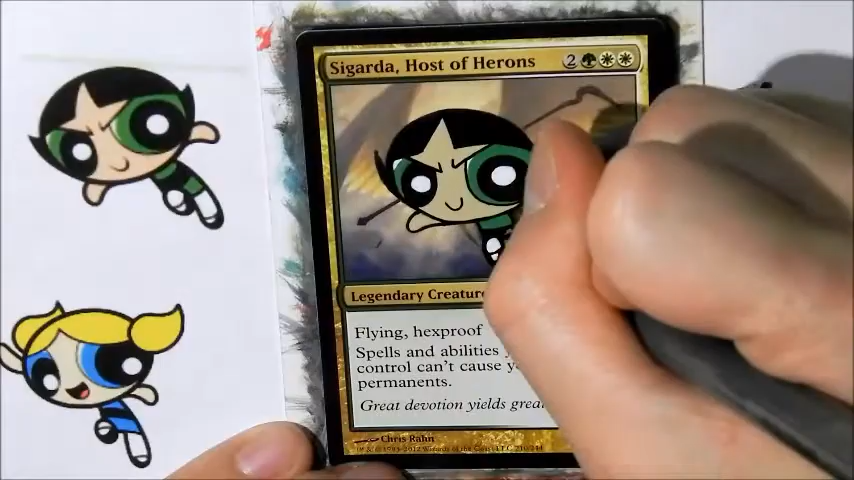 Sigarda, Host of Herons
2
Legendary Creature
Flying, hexproof
Spells and abilities
control can't cause
permanents.
Great devotion yields
Chris Rahn